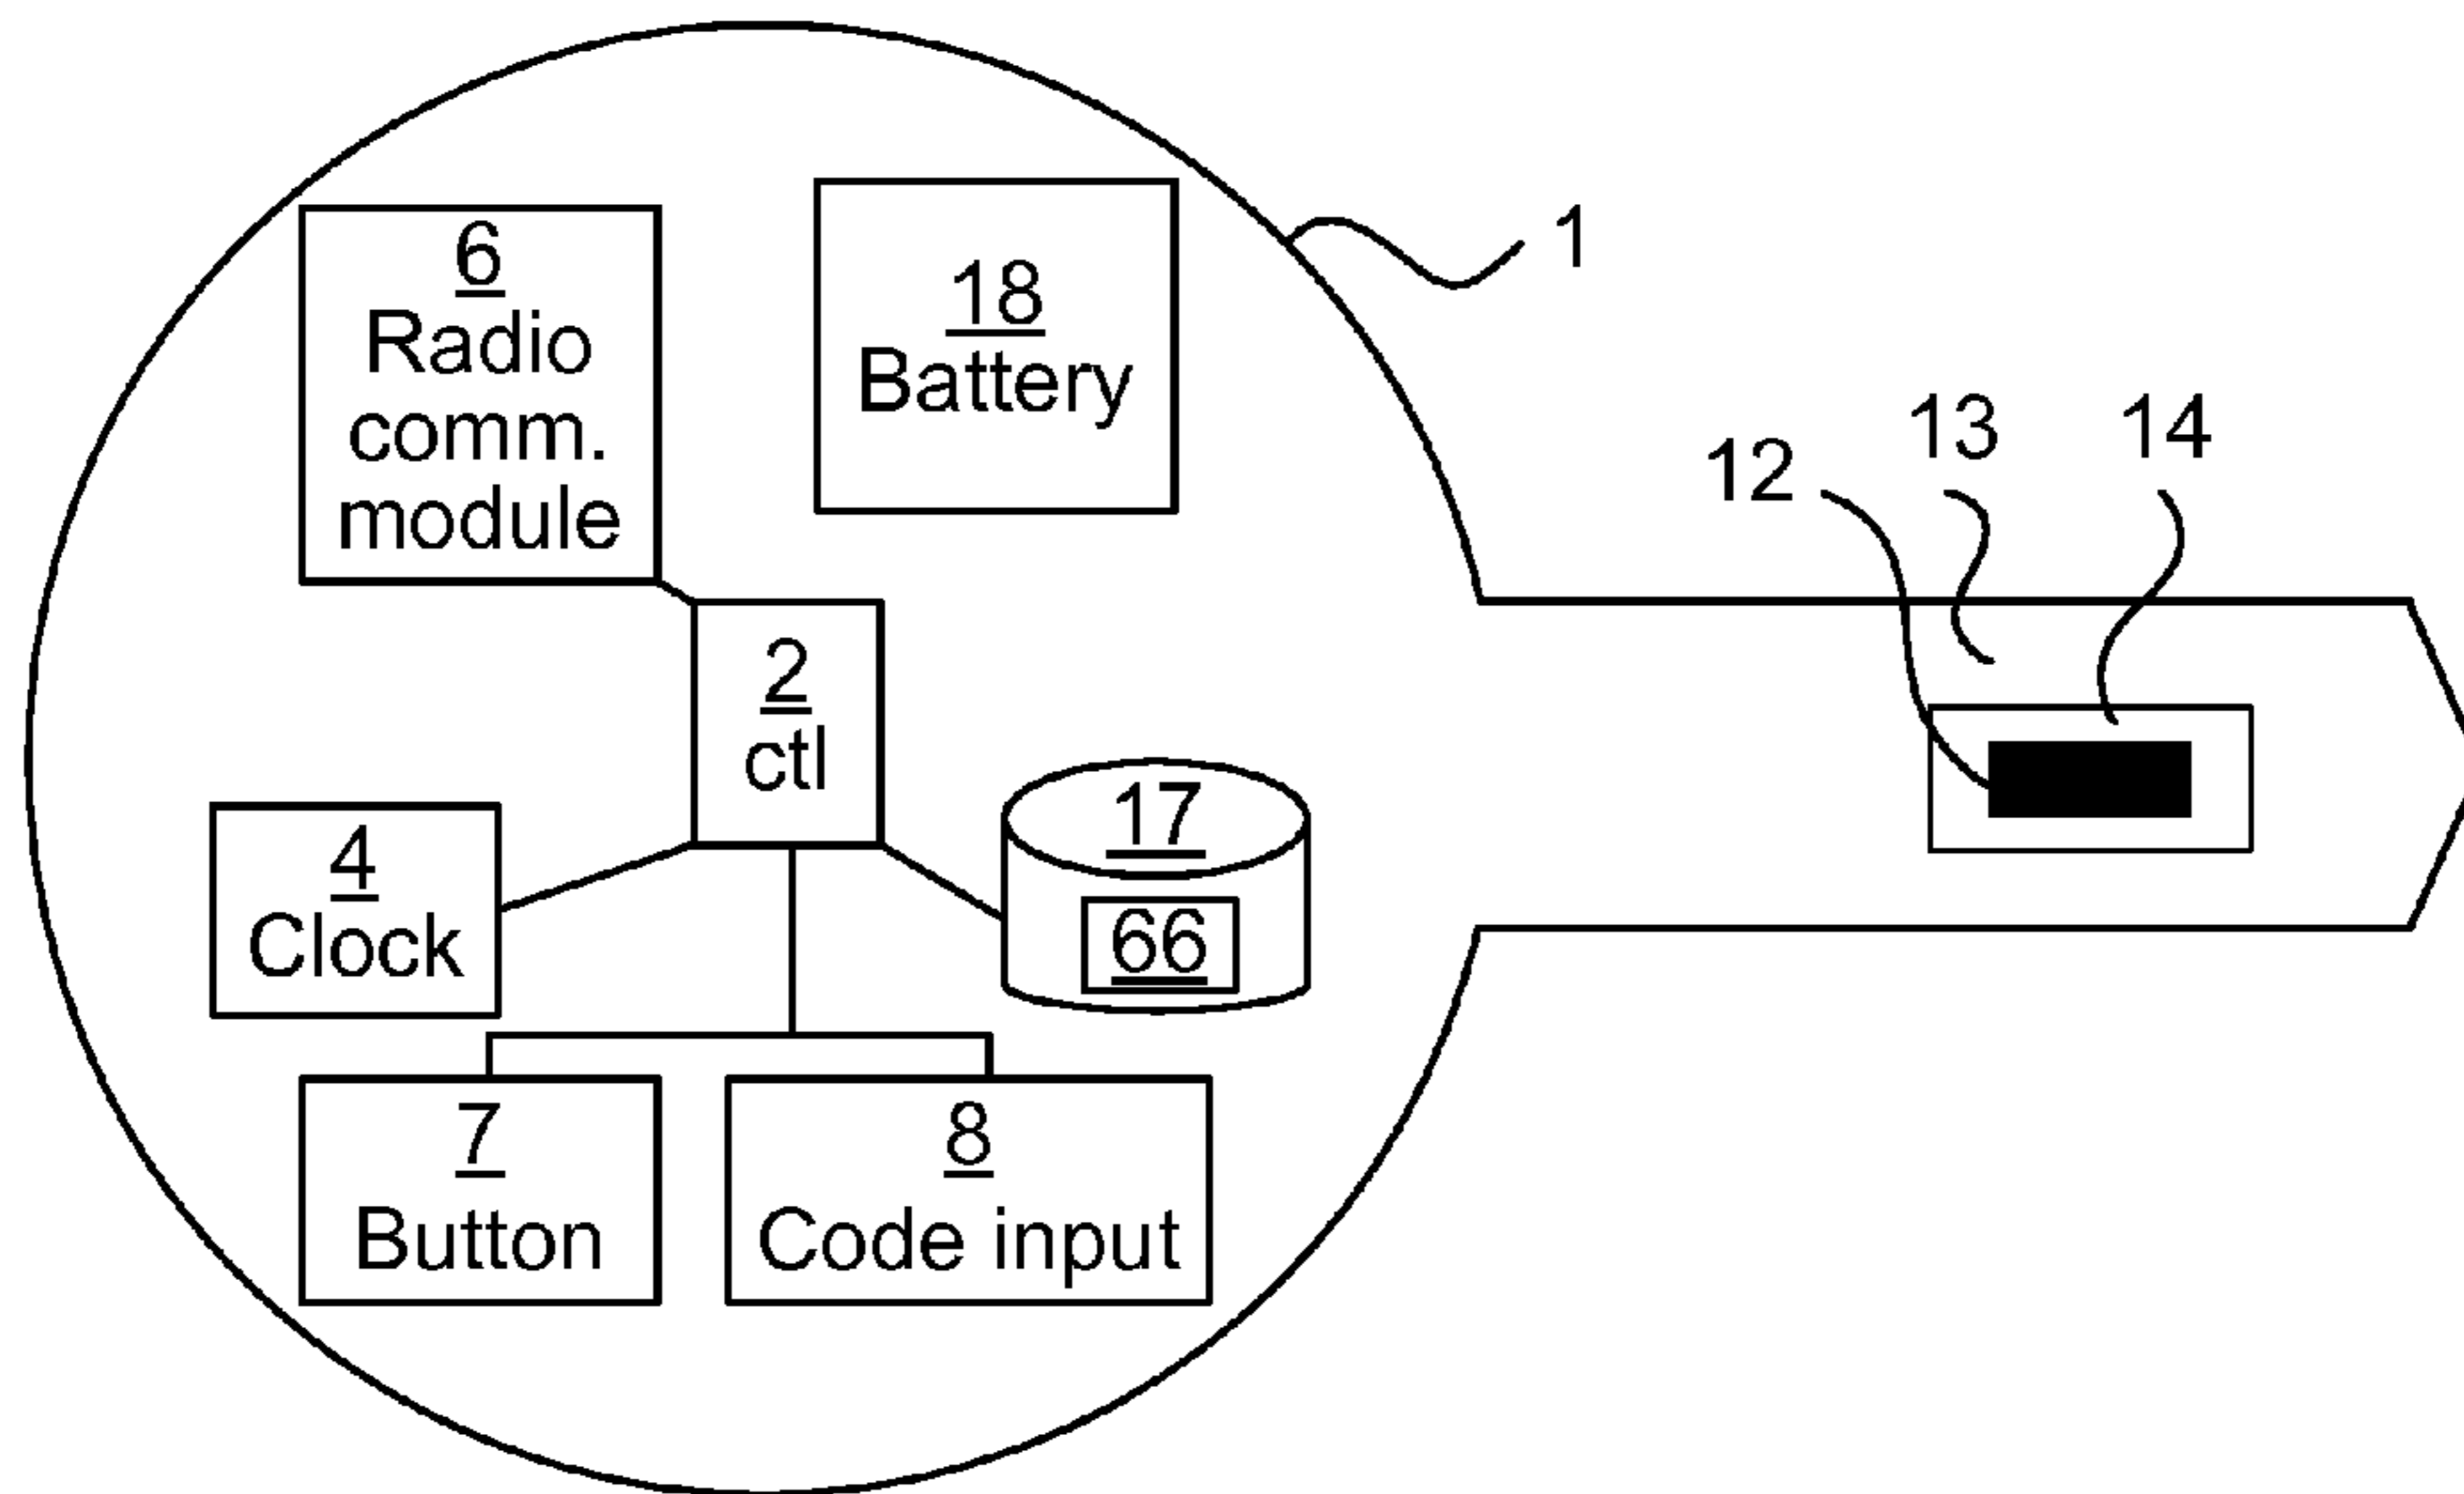 6
Radio
comm.
module
18
Battery
1
12
13
14
2
ctl
17
66
4
Clock
7
Button
8
Code input